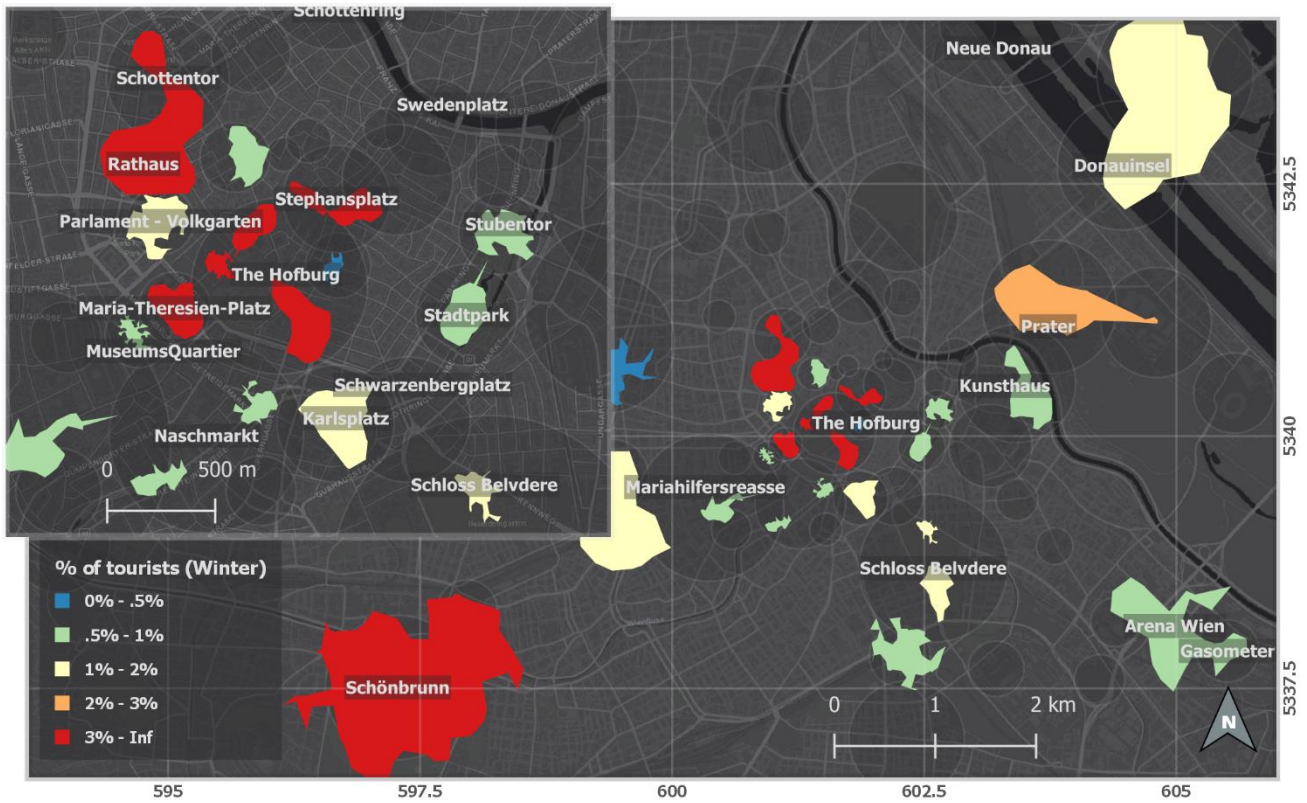 Schottenring
Neue Donau
Schottentor
Swedenplatz
Rathaus
Donauinsel
Stephansplatz
Parlament - Volkgarten
Stubentor
The Hofburg
Maria-Theresien-Platz
Stadtpark
MuseumsQuartier
Schwarzenbergplatz
Karlsplatz
Naschmarkt
0 500 m
Schloss Belvdere
Prater
Kunsthaus
The Hofburg
Mariahilfersreasse
Schloss Belvdere
Arena Wien
Gasometer
Schönbrunn
% of tourists (Winter)
0% - .5%
.5% - 1%
1% - 2%
2% - 3%
3% - Inf
0 1 2 km
N
5342.5
5340
5337.5
595 597.5 600 602.5 605